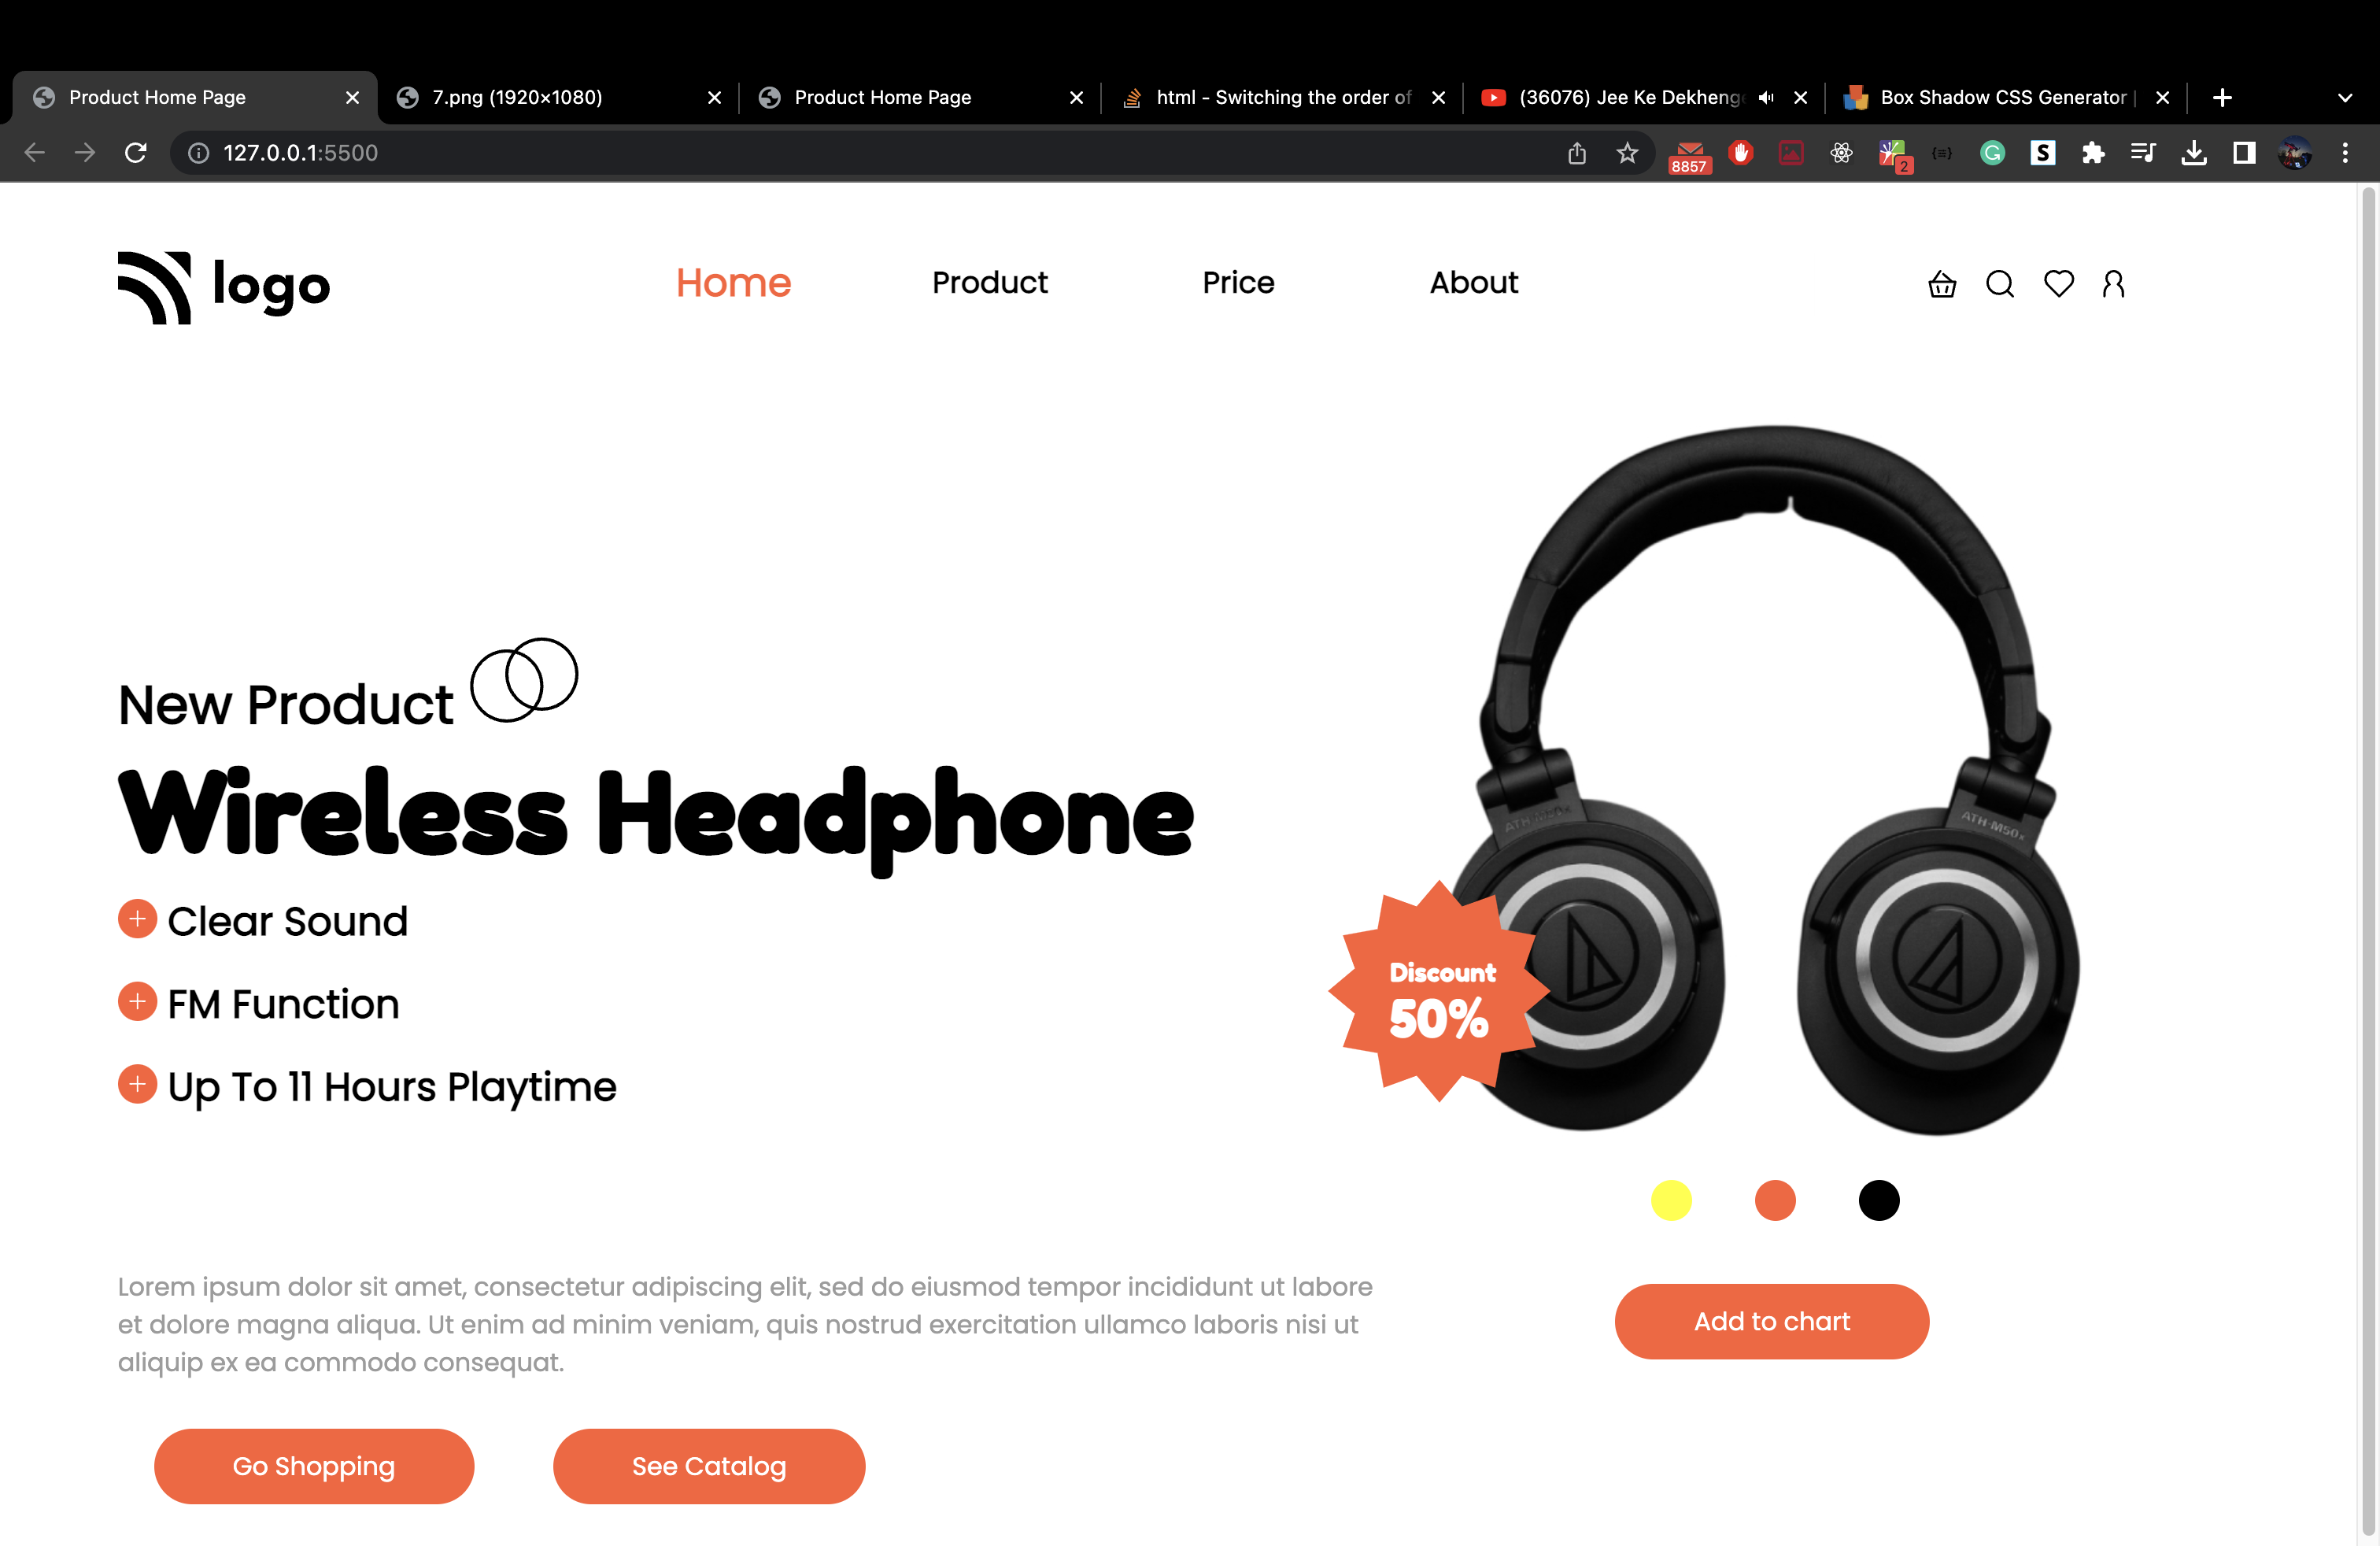 Product Home Page
7.png (1920×1080)
Product Home Page
html - Switching the order of
(36076) Jee Ke Dekheng
Box Shadow CSS Generator |
127.0.0.1:5500
8857
2
logo
Home
Product
Price
About
New Product
Wireless Headphone
Clear Sound
FM Function
Up To 11 Hours Playtime
ATH-M50x
ATH-M50x
Discount
50%
Lorem ipsum dolor sit amet, consectetur adipiscing elit, sed do eiusmod tempor incididunt ut labore
et dolore magna aliqua. Ut enim ad minim veniam, quis nostrud exercitation ullamco laboris nisi ut
aliquip ex ea commodo consequat.
Add to chart
Go Shopping
See Catalog